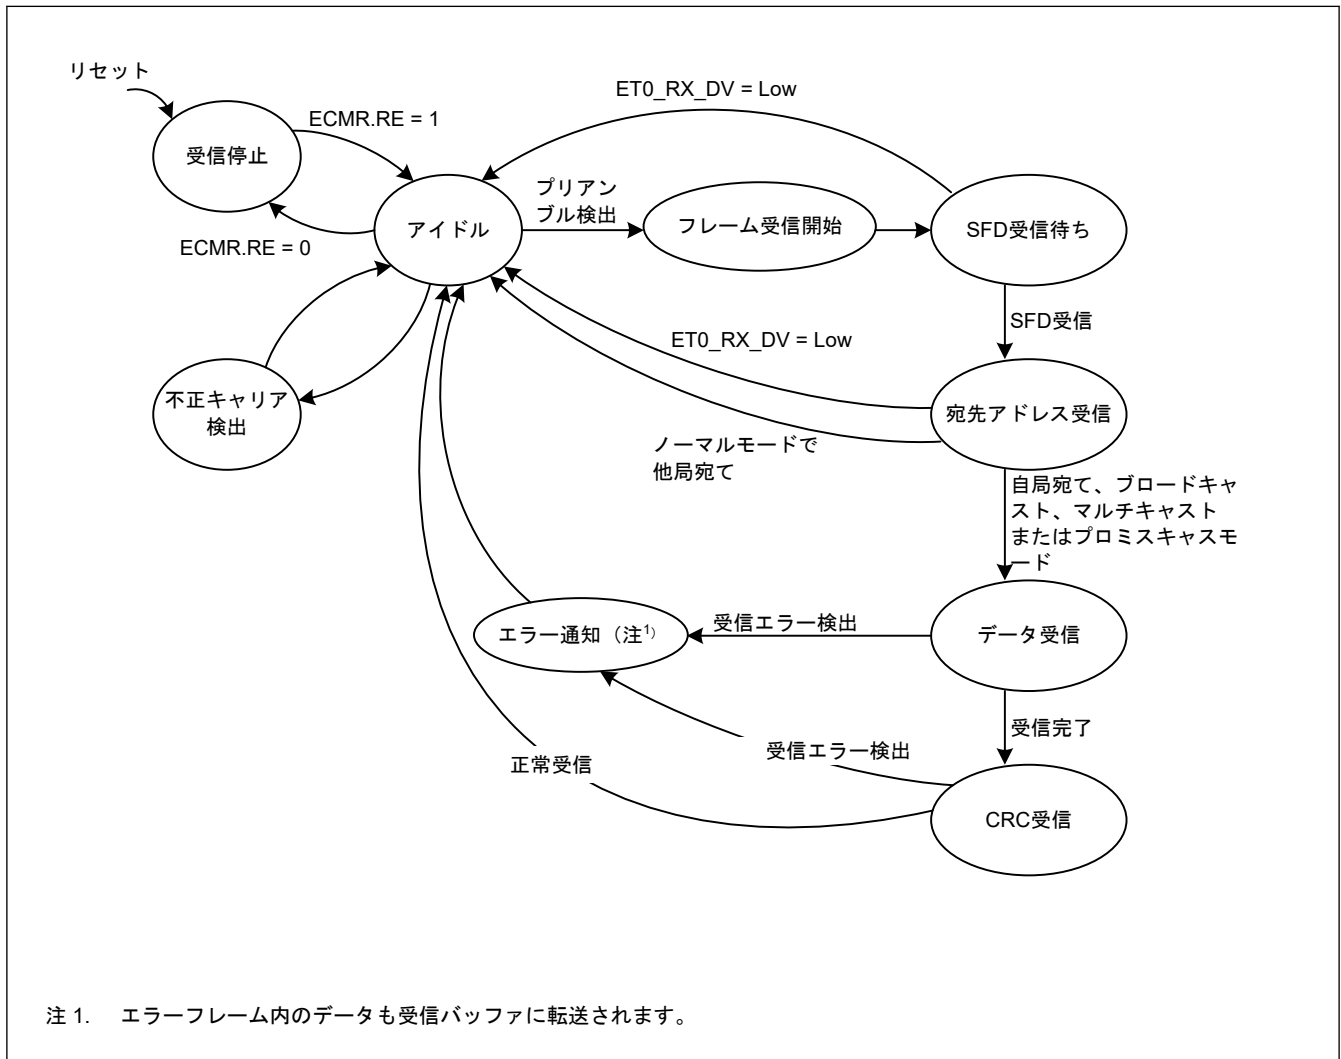 リセット
ET0_RX_DV = Low
ECMR.RE = 1
受信停止
プリアン
ブル検出
アイドル
フレーム受信開始
SFD受信待ち
ECMR.RE = 0
SFD受信
ET0_RX_DV = Low
不正キャリア
検出
宛先アドレス受信
ノーマルモードで
他局宛て
自局宛て、ブロードキャ
スト、マルチキャスト
またはプロミスキャスモ
ード
エラー通知（注1）
受信エラー検出
データ受信
受信完了
受信エラー検出
正常受信
CRC受信
注 1. エラーフレーム内のデータも受信バッファに転送されます。